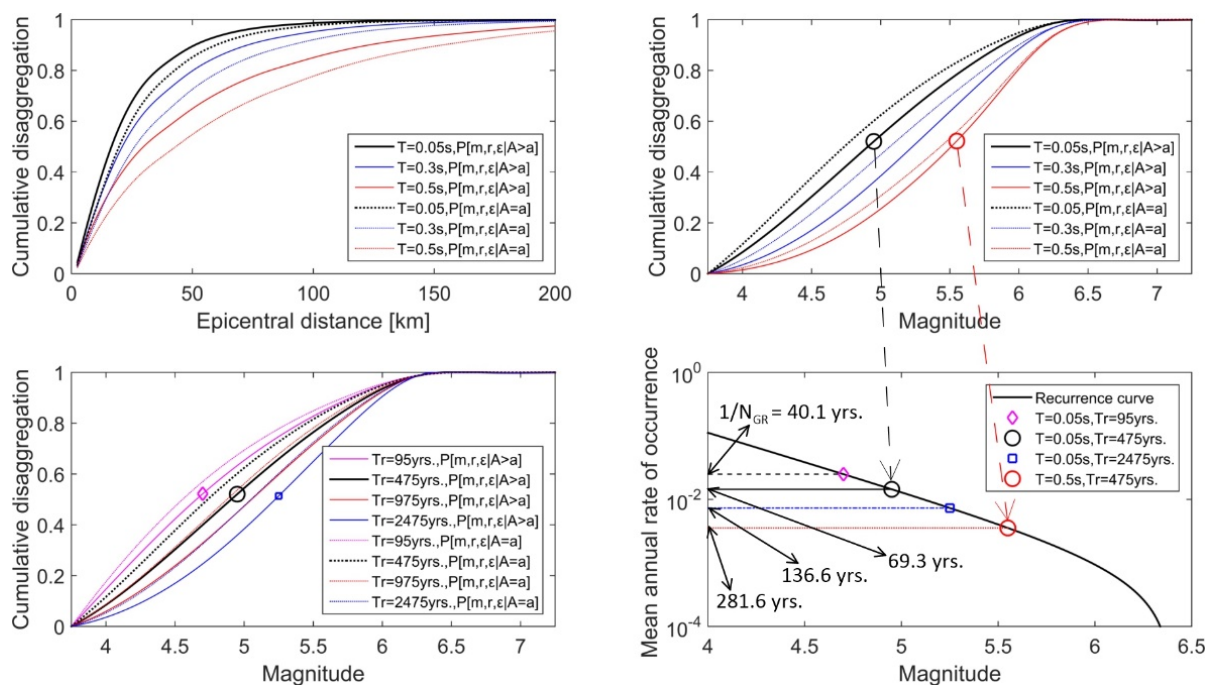 Cumulative disaggregation
1
0.8
0.6
0.4
0.2
0
T=0.05s,P[m,r,ε|A>a]
T=0.3s,P[m,r,ε|A>a]
T=0.5s,P[m,r,ε|A>a]
T=0.05,P[m,r,ε|A=a]
T=0.3s,P[m,r,ε|A=a]
T=0.5s,P[m,r,ε|A=a]
0 50 100 150 200
Epicentral distance [km]
Cumulative disaggregation
1
0.8
0.6
0.4
0.2
0
T=0.05s,P[m,r,ε|A>a]
T=0.3s,P[m,r,ε|A>a]
T=0.5s,P[m,r,ε|A>a]
T=0.05,P[m,r,ε|A=a]
T=0.3s,P[m,r,ε|A=a]
T=0.5s,P[m,r,ε|A=a]
4 4.5 5 5.5 6 6.5 7
Magnitude
Cumulative disaggregation
1
0.8
0.6
0.4
0.2
0
Tr=95yrs.,P[m,r,ε|A>a]
Tr=475yrs.,P[m,r,ε|A>a]
Tr=975yrs.,P[m,r,ε|A>a]
Tr=2475yrs.,P[m,r,ε|A>a]
Tr=95yrs.,P[m,r,ε|A=a]
Tr=475yrs.,P[m,r,ε|A=a]
Tr=975yrs.,P[m,r,ε|A=a]
Tr=2475yrs.,P[m,r,ε|A=a]
4 4.5 5 5.5 6 6.5 7
Magnitude
Mean annual rate of occurrence
10^0
10^-2
10^-4
1/N_GR = 40.1 yrs.
Recurrence curve
T=0.05s,Tr=95yrs.
T=0.05s,Tr=475yrs.
T=0.05s,Tr=2475yrs.
T=0.5s,Tr=475yrs.
69.3 yrs.
136.6 yrs.
281.6 yrs.
4 4.5 5 5.5 6 6.5
Magnitude